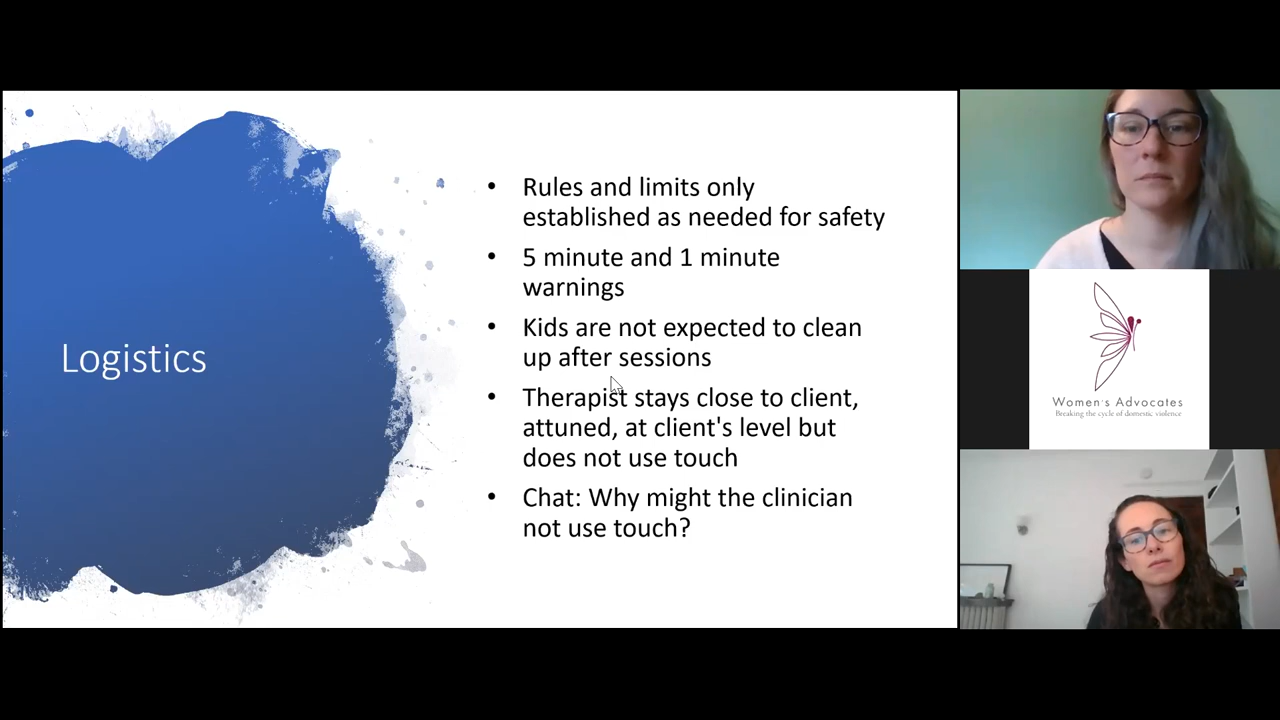 Logistics
• Rules and limits only
established as needed for safety
• 5 minute and 1 minute
warnings
• Kids are not expected to clean
up after sessions
• Therapist stays close to client,
attuned, at client's level but
does not use touch
• Chat: Why might the clinician
not use touch?
Women's Advocates
Breaking the cycle of domestic violence